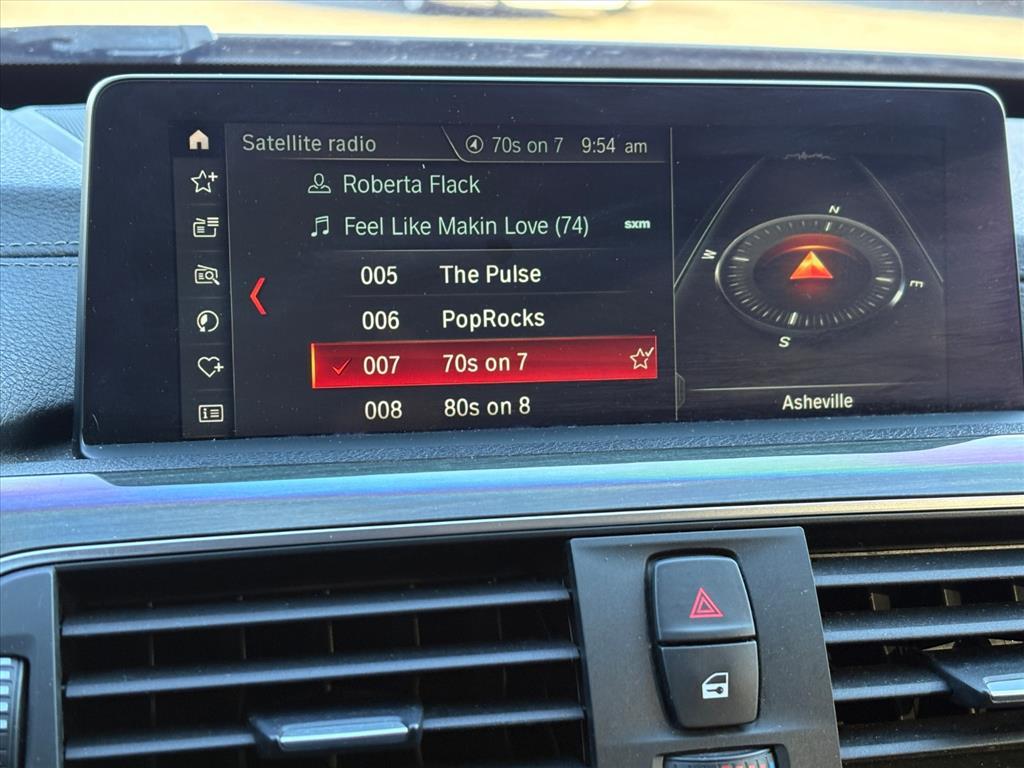 Satellite radio
70s on 7 9:54 am
Roberta Flack
Feel Like Makin Love (74) sxm
005 The Pulse
006 PopRocks
007 70s on 7
008 80s on 8
N
W
E
S
Asheville